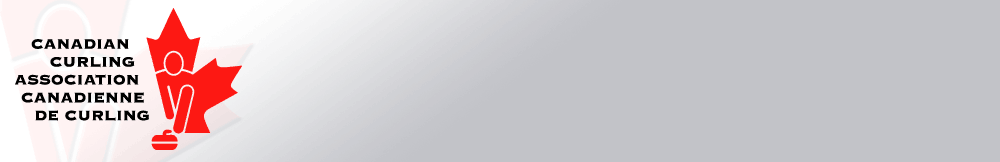 CANADIAN
CURLING
ASSOCIATION
CANADIENNE
DE CURLING